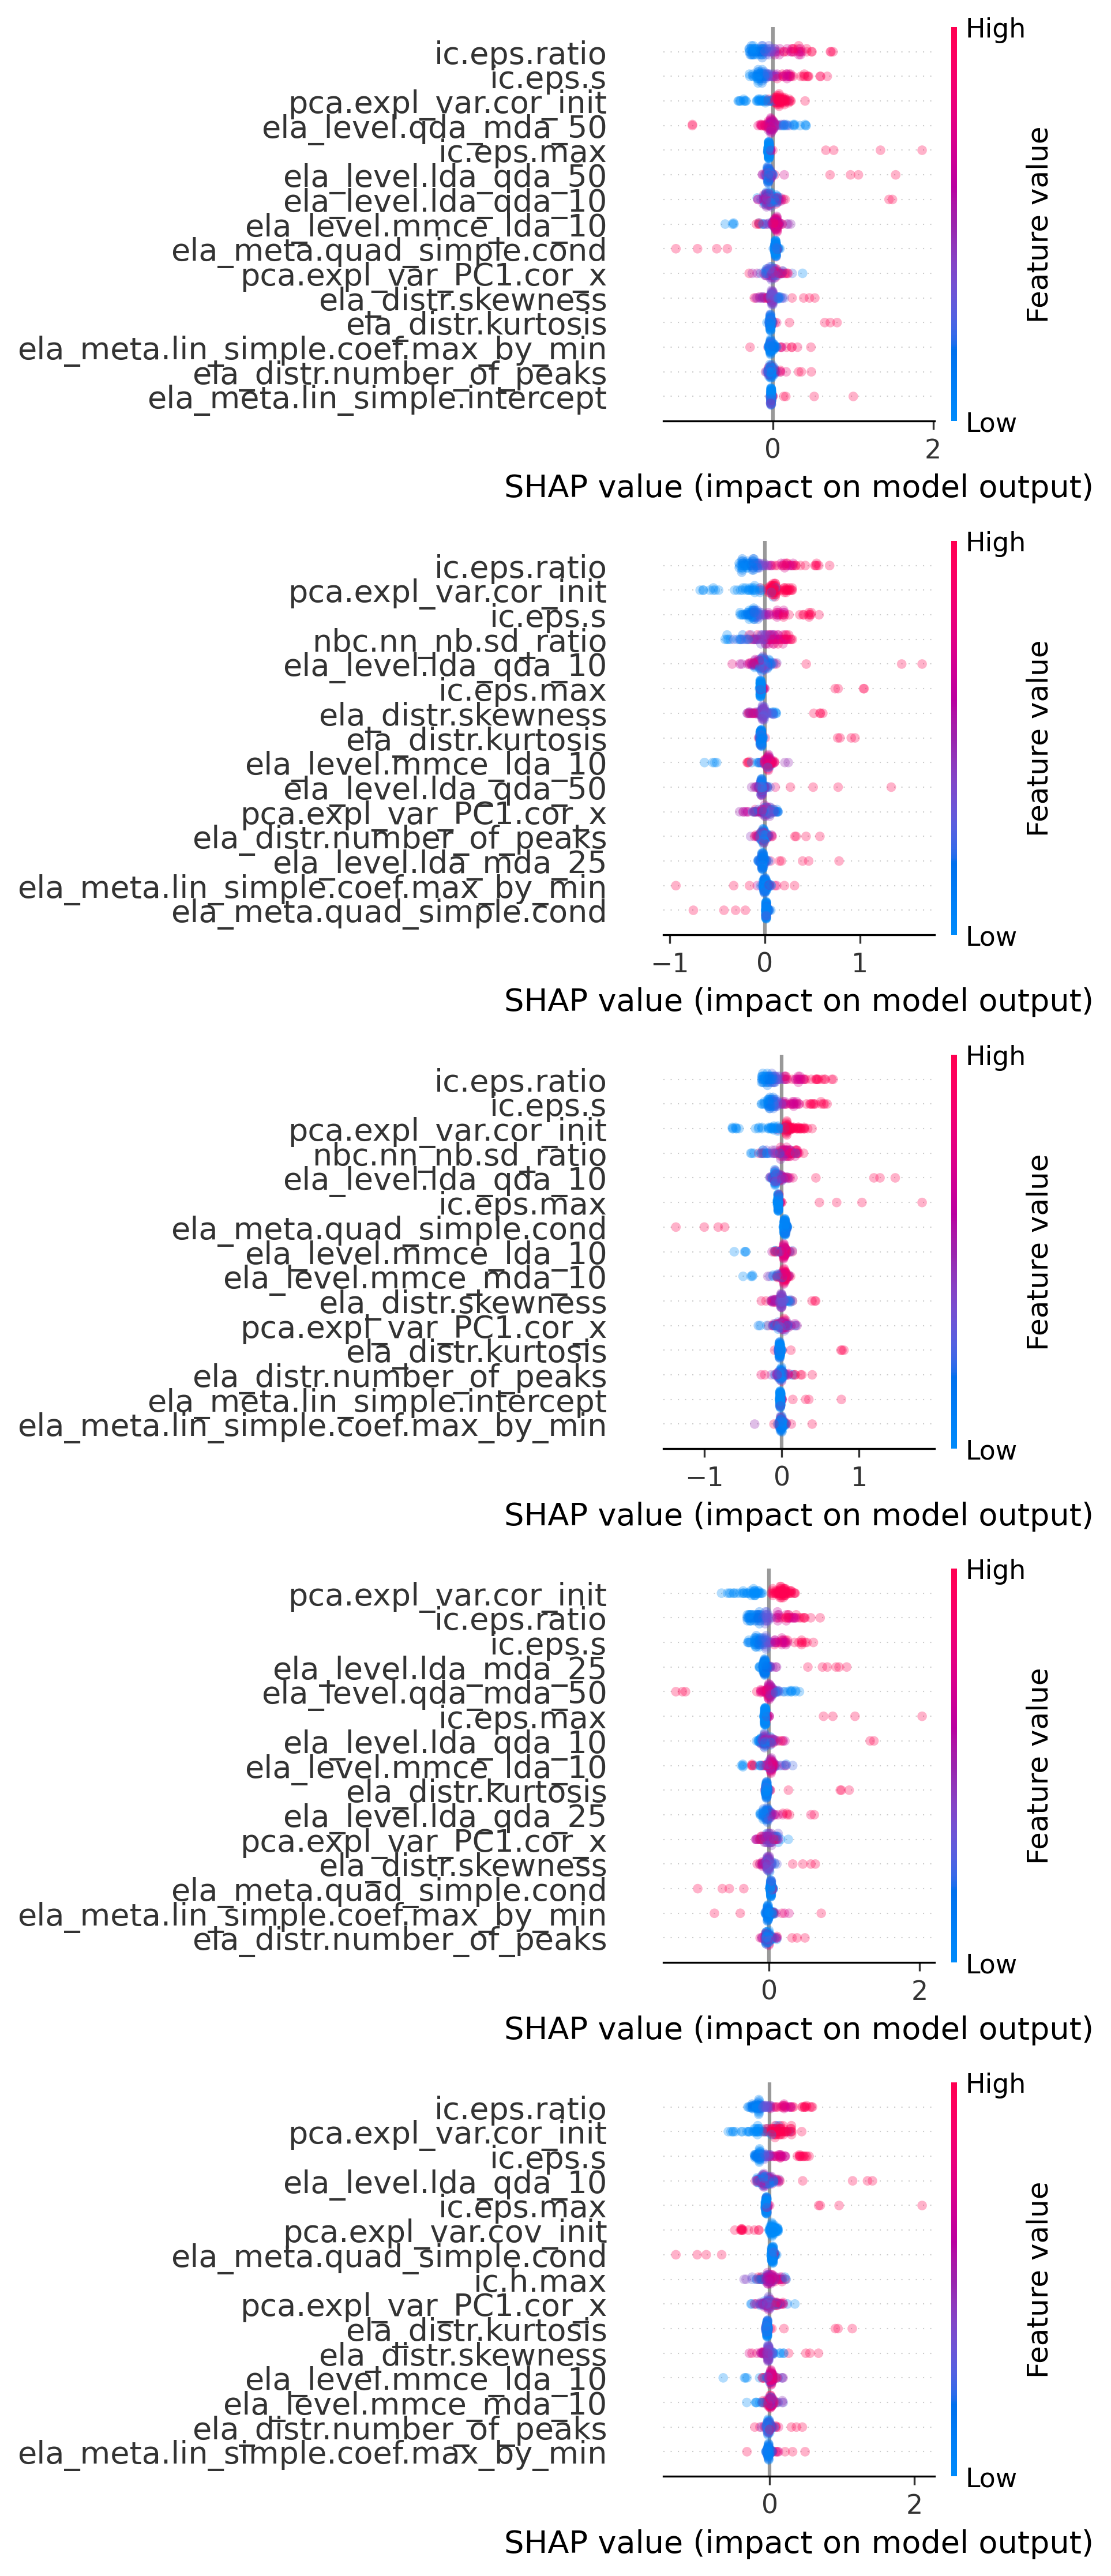 High
ic.eps.ratio
ic.eps.s
pca.expl_var.cor_init
ela_level.qda_mda_50
ic.eps.max
ela_level.lda_qda_50
ela_level.lda_qda_10
ela_level.mmce_lda_10
ela_meta.quad_simple.cond
pca.expl_var_PC1.cor_x
ela_distr.skewness
ela_distr.kurtosis
ela_meta.lin_simple.coef.max_by_min
ela_distr.number_of_peaks
ela_meta.lin_simple.intercept
Feature value
Low
0 2
SHAP value (impact on model output)
High
ic.eps.ratio
pca.expl_var.cor_init
ic.eps.s
nbc.nn_nb.sd_ratio
ela_level.lda_qda_10
ic.eps.max
ela_distr.skewness
ela_distr.kurtosis
ela_level.mmce_lda_10
ela_level.lda_qda_50
pca.expl_var_PC1.cor_x
ela_distr.number_of_peaks
ela_level.lda_mda_25
ela_meta.lin_simple.coef.max_by_min
ela_meta.quad_simple.cond
Feature value
Low
−1 0 1
SHAP value (impact on model output)
High
ic.eps.ratio
ic.eps.s
pca.expl_var.cor_init
nbc.nn_nb.sd_ratio
ela_level.lda_qda_10
ic.eps.max
ela_meta.quad_simple.cond
ela_level.mmce_lda_10
ela_level.mmce_mda_10
ela_distr.skewness
pca.expl_var_PC1.cor_x
ela_distr.kurtosis
ela_distr.number_of_peaks
ela_meta.lin_simple.intercept
ela_meta.lin_simple.coef.max_by_min
Feature value
Low
−1 0 1
SHAP value (impact on model output)
High
pca.expl_var.cor_init
ic.eps.ratio
ic.eps.s
ela_level.lda_mda_25
ela_level.qda_mda_50
ic.eps.max
ela_level.lda_qda_10
ela_level.mmce_lda_10
ela_distr.kurtosis
ela_level.lda_qda_25
pca.expl_var_PC1.cor_x
ela_distr.skewness
ela_meta.quad_simple.cond
ela_meta.lin_simple.coef.max_by_min
ela_distr.number_of_peaks
Feature value
Low
0 2
SHAP value (impact on model output)
High
ic.eps.ratio
pca.expl_var.cor_init
ic.eps.s
ela_level.lda_qda_10
ic.eps.max
pca.expl_var.cov_init
ela_meta.quad_simple.cond
ic.h.max
pca.expl_var_PC1.cor_x
ela_distr.kurtosis
ela_distr.skewness
ela_level.mmce_lda_10
ela_level.mmce_mda_10
ela_distr.number_of_peaks
ela_meta.lin_simple.coef.max_by_min
Feature value
Low
0 2
SHAP value (impact on model output)